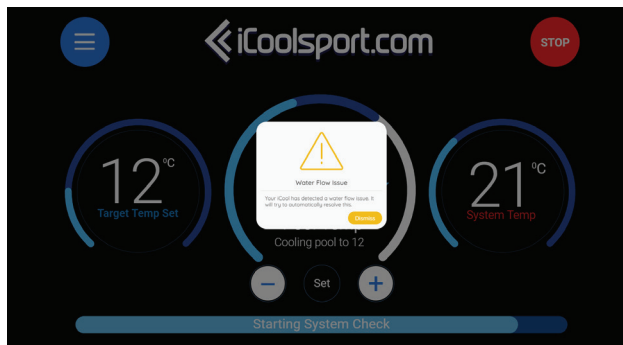 iCoolsport.com
STOP
12
°C
Target Temp Set
Water Flow Issue
Your iCool has detected a water flow issue. It
will try to automatically resolve this.
Dismiss
Cooling pool to 12
21
°C
System Temp
−
Set
+
Starting System Check